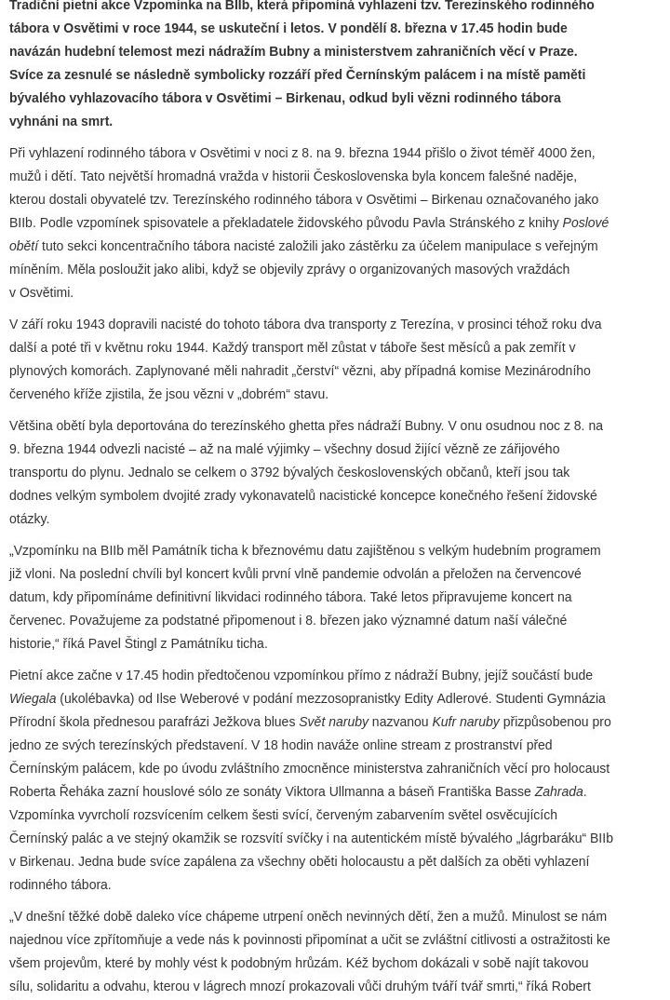 Tradiční pietní akce Vzpomínka na BIIb, která připomíná vyhlazení tzv. Terezínského rodinného
tábora v Osvětimi v roce 1944, se uskuteční i letos. V pondělí 8. března v 17.45 hodin bude
navázán hudební telemost mezi nádražím Bubny a ministerstvem zahraničních věcí v Praze.
Svíce za zesnulé se následně symbolicky rozzáří před Černínským palácem i na místě paměti
bývalého vyhlazovacího tábora v Osvětimi – Birkenau, odkud byli vězni rodinného tábora
vyhnáni na smrt.
Při vyhlazení rodinného tábora v Osvětimi v noci z 8. na 9. března 1944 přišlo o život téměř 4000 žen,
mužů i dětí. Tato největší hromadná vražda v historii Československa byla koncem falešné naděje,
kterou dostali obyvatelé tzv. Terezínského rodinného tábora v Osvětimi – Birkenau označovaného jako
BIIb. Podle vzpomínek spisovatele a překladatele židovského původu Pavla Stránského z knihy Poslové
obětí tuto sekci koncentračního tábora nacisté založili jako zástěrku za účelem manipulace s veřejným
míněním. Měla posloužit jako alibi, když se objevily zprávy o organizovaných masových vraždách
v Osvětimi.
V září roku 1943 dopravili nacisté do tohoto tábora dva transporty z Terezína, v prosinci téhož roku dva
další a poté tři v květnu roku 1944. Každý transport měl zůstat v táboře šest měsíců a pak zemřít v
plynových komorách. Zaplynované měli nahradit „čerství“ vězni, aby případná komise Mezinárodního
červeného kříže zjistila, že jsou vězni v „dobrém“ stavu.
Většina obětí byla deportována do terezínského ghetta přes nádraží Bubny. V onu osudnou noc z 8. na
9. března 1944 odvezli nacisté – až na malé výjimky – všechny dosud žijící vězně ze zářijového
transportu do plynu. Jednalo se celkem o 3792 bývalých československých občanů, kteří jsou tak
dodnes velkým symbolem dvojité zrady vykonavatelů nacistické koncepce konečného řešení židovské
otázky.
„Vzpomínku na BIIb měl Památník ticha k březnovému datu zajištěnou s velkým hudebním programem
již vloni. Na poslední chvíli byl koncert kvůli první vlně pandemie odvolán a přeložen na červencové
datum, kdy připomínáme definitivní likvidaci rodinného tábora. Také letos připravujeme koncert na
červenec. Považujeme za podstatné připomenout i 8. březen jako významné datum naší válečné
historie,“ říká Pavel Štingl z Památníku ticha.
Pietní akce začne v 17.45 hodin předtočenou vzpomínkou přímo z nádraží Bubny, jejíž součástí bude
Wiegala (ukolébavka) od Ilse Weberové v podání mezzosopranistky Edity Adlerové. Studenti Gymnázia
Přírodní škola přednesou parafrázi Ježkova blues Svět naruby nazvanou Kufr naruby přizpůsobenou pro
jedno ze svých terezínských představení. V 18 hodin naváže online stream z prostranství před
Černínským palácem, kde po úvodu zvláštního zmocněnce ministerstva zahraničních věcí pro holocaust
Roberta Řeháka zazní houslové sólo ze sonáty Viktora Ullmanna a báseň Františka Basse Zahrada.
Vzpomínka vyvrcholí rozsvícením celkem šesti svící, červeným zabarvením světel osvěcujících
Černínský palác a ve stejný okamžik se rozsvítí svíčky i na autentickém místě bývalého „lágrbaráku“ BIIb
v Birkenau. Jedna bude svíce zapálena za všechny oběti holocaustu a pět dalších za oběti vyhlazení
rodinného tábora.
„V dnešní těžké době daleko více chápeme utrpení oněch nevinných dětí, žen a mužů. Minulost se nám
najednou více zpřítomňuje a vede nás k povinnosti připomínat a učit se zvláštní citlivosti a ostražitosti ke
všem projevům, které by mohly vést k podobným hrůzám. Kéž bychom dokázali v sobě najít takovou
sílu, solidaritu a odvahu, kterou v lágrech mnozí prokazovali vůči druhým tváří tvář smrti,“ říká Robert